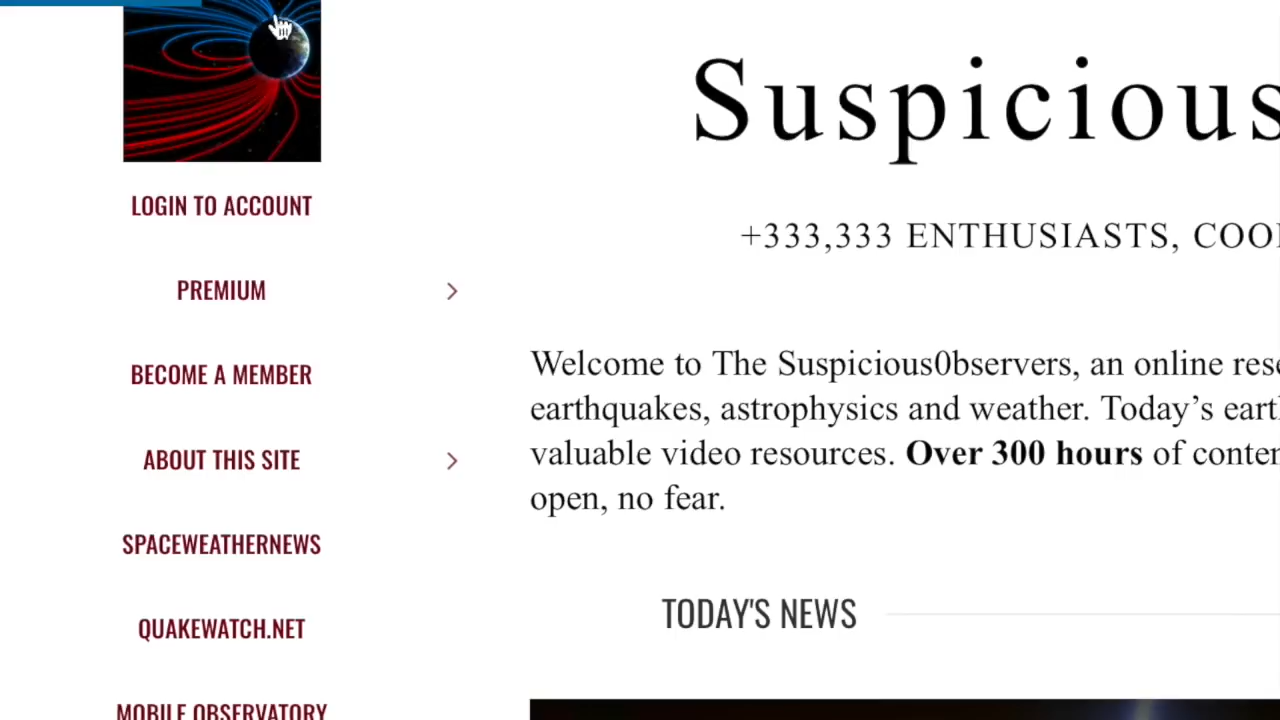 Suspicious
LOGIN TO ACCOUNT
+333,333 ENTHUSIASTS,
PREMIUM
Welcome to The Suspicious0bservers, an online
BECOME A MEMBER
earthquakes, astrophysics and weather. Today’s
valuable video resources. Over 300 hours of
ABOUT THIS SITE
open, no fear.
SPACEWEATHERNEWS
TODAY'S NEWS
QUAKEWATCH.NET
MOBILE OBSERVATORY